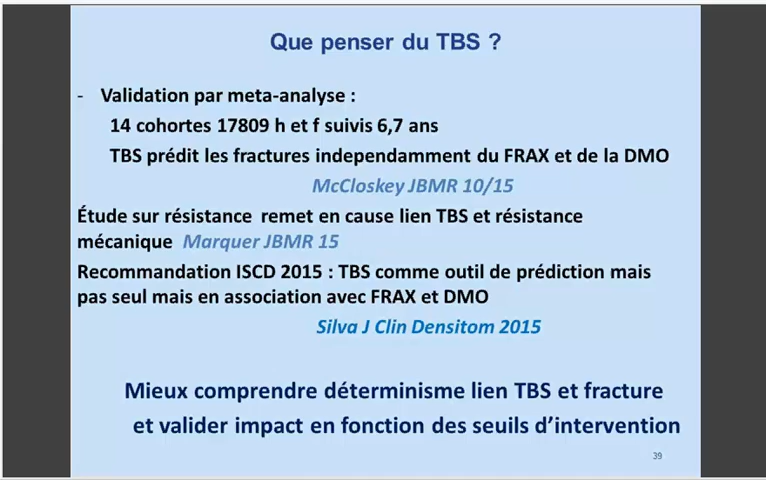 Que penser du TBS ?
- Validation par meta-analyse :
14 cohortes 17809 h et f suivis 6,7 ans
TBS prédit les fractures independamment du FRAX et de la DMO
McCloskey JBMR 10/15
Étude sur résistance remet en cause lien TBS et résistance
mécanique Marquer JBMR 15
Recommandation ISCD 2015 : TBS comme outil de prédiction mais
pas seul mais en association avec FRAX et DMO
Silva J Clin Densitom 2015
Mieux comprendre déterminisme lien TBS et fracture
et valider impact en fonction des seuils d'intervention
39